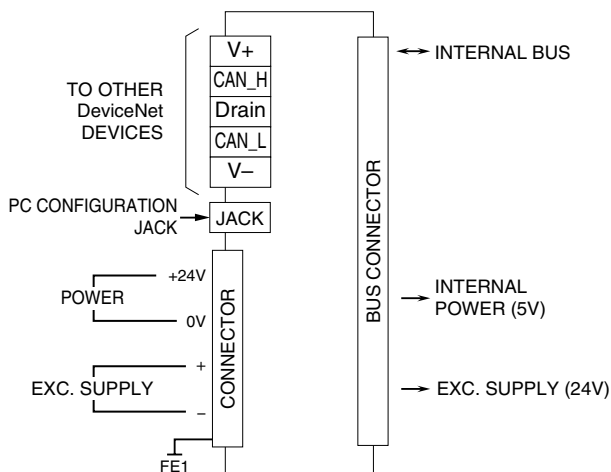 V+
CAN_H
Drain
CAN_L
V–
TO OTHER
DeviceNet
DEVICES
PC CONFIGURATION
JACK
JACK
+24V
POWER
0V
+
EXC. SUPPLY
–
FE1
CONNECTOR
BUS CONNECTOR
INTERNAL BUS
INTERNAL
POWER (5V)
EXC. SUPPLY (24V)